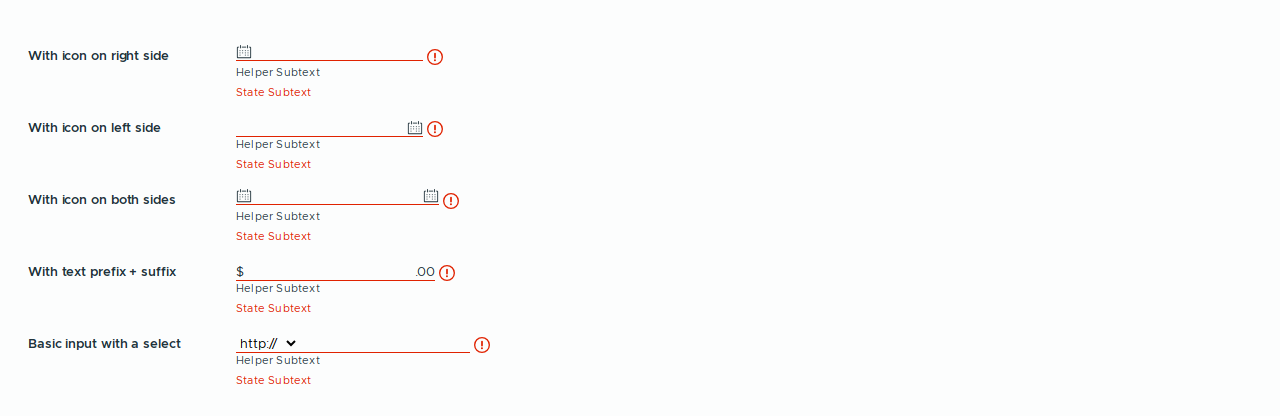 With icon on right side
Helper Subtext
State Subtext
With icon on left side
Helper Subtext
State Subtext
With icon on both sides
Helper Subtext
State Subtext
With text prefix + suffix $ .00
Helper Subtext
State Subtext
Basic input with a select http://
Helper Subtext
State Subtext